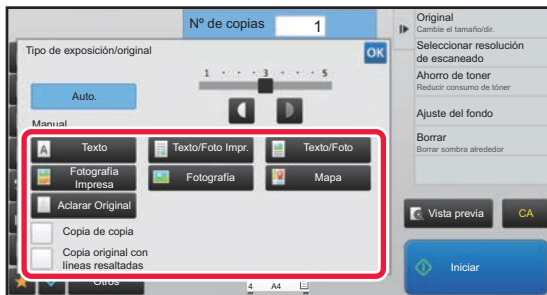 Nº de copias 1
Tipo de exposición/original
OK
Auto.
1 · · · 3 · · · 5
Manual
A Texto
Texto/Foto Impr.
Texto/Foto
Fotografía
Impresa
Fotografía
Mapa
Aclarar Original
Copia de copia
Copia original con
líneas resaltadas
Otros
4 A4
Original
Cambie el tamaño/dir.
Seleccionar resolución
de escaneado
Ahorro de toner
Reducir consumo de tóner
Ajuste del fondo
Borrar
Borrar sombra alrededor
Vista previa
CA
Iniciar